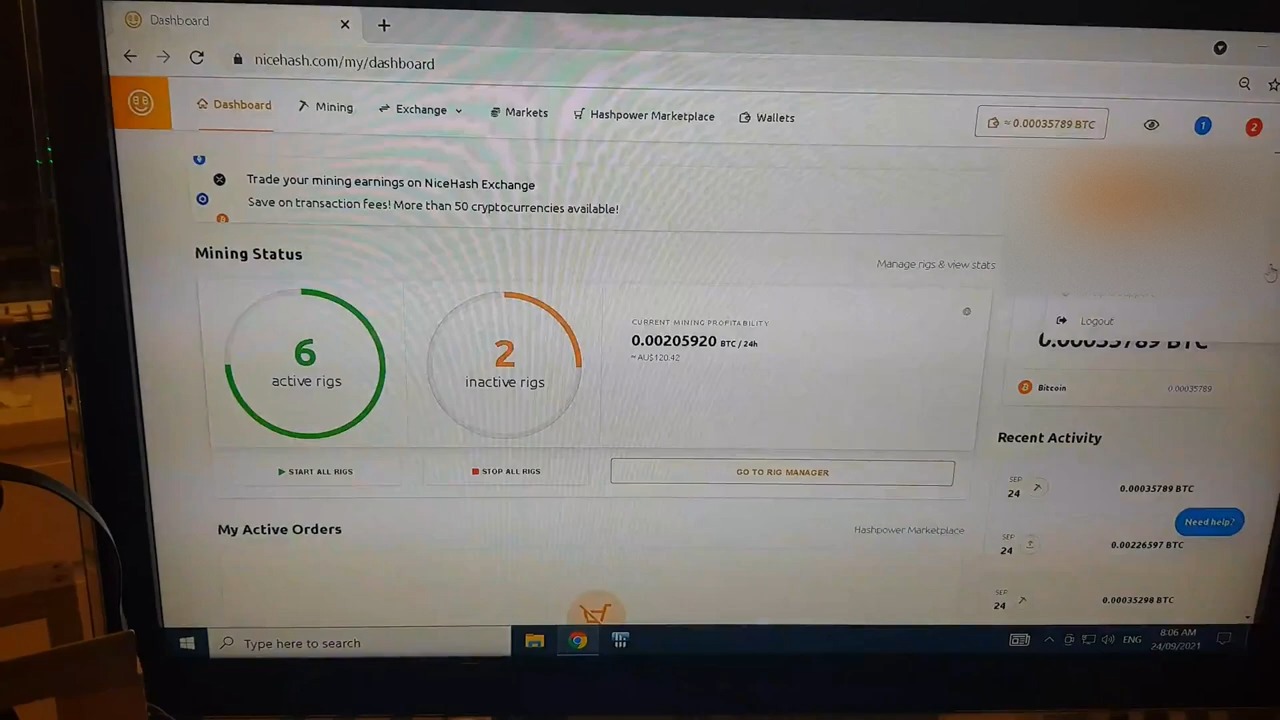 Dashboard
nicehash.com/my/dashboard
Dashboard Mining Exchange Markets Hashpower Marketplace Wallets ≈ 0.00035789 BTC 1 2
Trade your mining earnings on NiceHash Exchange
Save on transaction fees! More than 50 cryptocurrencies available!
Mining Status
Manage rigs & view stats
6
active rigs
2
inactive rigs
CURRENT MINING PROFITABILITY
0.00205920 BTC / 24h
≈ AU$120.42
START ALL RIGS
STOP ALL RIGS
GO TO RIG MANAGER
My Active Orders
Hashpower Marketplace
Logout
0.00035789 BTC
Bitcoin 0.00035789
Recent Activity
SEP
24
0.00035789 BTC
Need help?
SEP
24
0.00226597 BTC
SEP
24
0.00035298 BTC
Type here to search
ENG
8:06 AM
24/09/2021